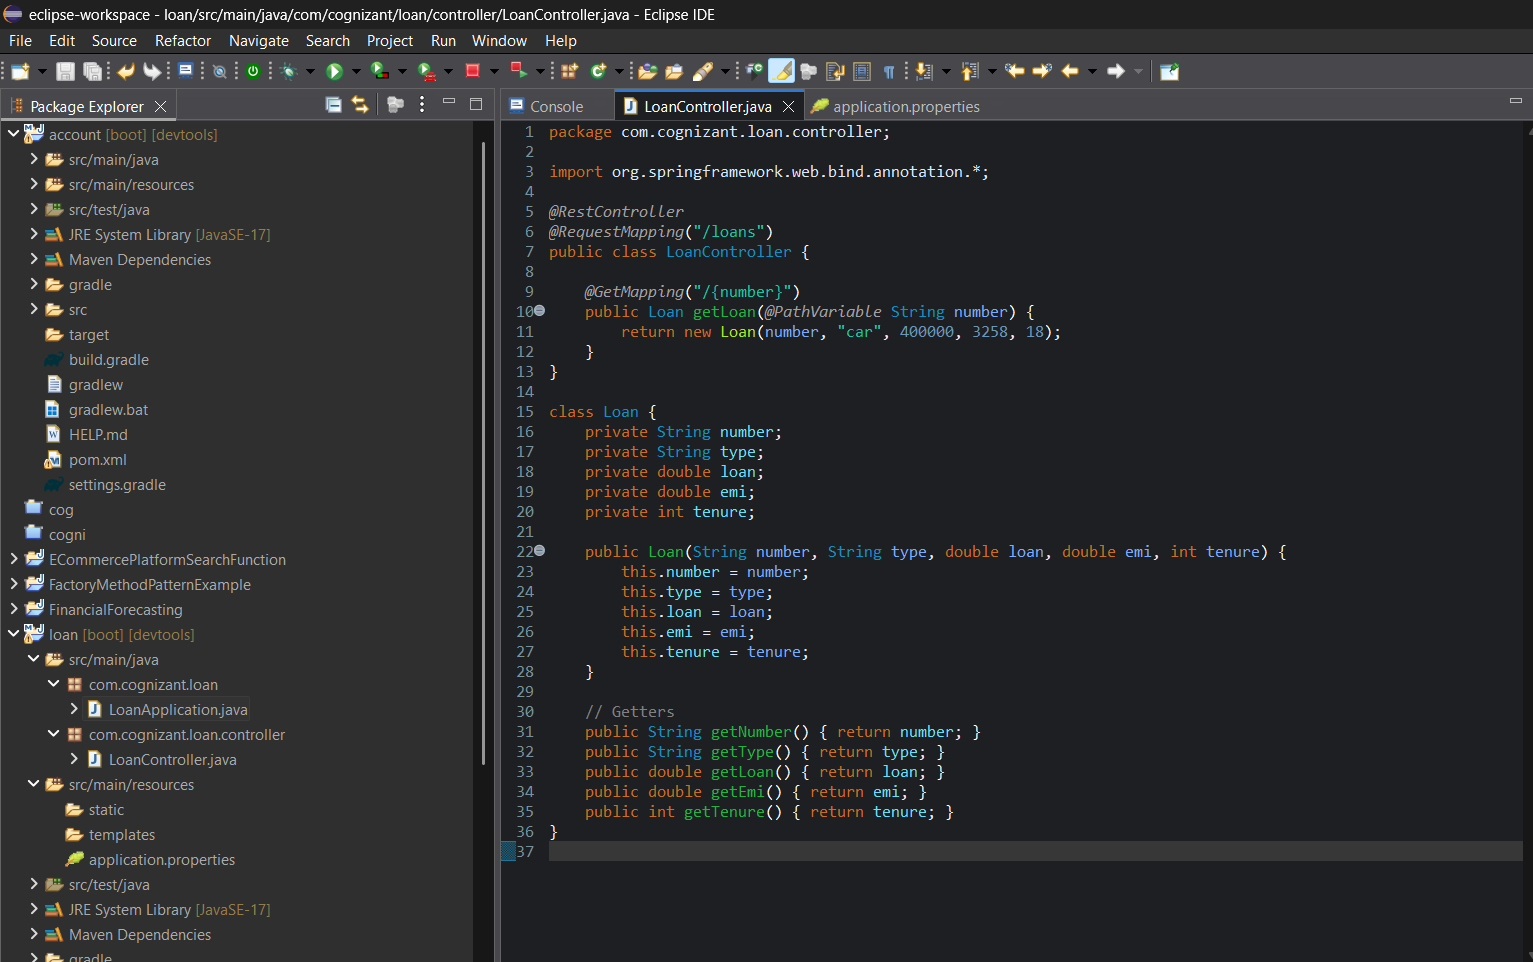 eclipse-workspace - loan/src/main/java/com/cognizant/loan/controller/LoanController.java - Eclipse IDE
File Edit Source Refactor Navigate Search Project Run Window Help
Package Explorer
account [boot] [devtools]
src/main/java
src/main/resources
src/test/java
JRE System Library [JavaSE-17]
Maven Dependencies
gradle
src
target
build.gradle
gradlew
gradlew.bat
HELP.md
pom.xml
settings.gradle
cog
cogni
ECommercePlatformSearchFunction
FactoryMethodPatternExample
FinancialForecasting
loan [boot] [devtools]
src/main/java
com.cognizant.loan
LoanApplication.java
com.cognizant.loan.controller
LoanController.java
src/main/resources
static
templates
application.properties
src/test/java
JRE System Library [JavaSE-17]
Maven Dependencies
gradle
Console LoanController.java application.properties
1 package com.cognizant.loan.controller;
2
3 import org.springframework.web.bind.annotation.*;
4
5 @RestController
6 @RequestMapping("/loans")
7 public class LoanController {
8
9 @GetMapping("/{number}")
10 public Loan getLoan(@PathVariable String number) {
11 return new Loan(number, "car", 400000, 3258, 18);
12 }
13 }
14
15 class Loan {
16 private String number;
17 private String type;
18 private double loan;
19 private double emi;
20 private int tenure;
21
22 public Loan(String number, String type, double loan, double emi, int tenure) {
23 this.number = number;
24 this.type = type;
25 this.loan = loan;
26 this.emi = emi;
27 this.tenure = tenure;
28 }
29
30 // Getters
31 public String getNumber() { return number; }
32 public String getType() { return type; }
33 public double getLoan() { return loan; }
34 public double getEmi() { return emi; }
35 public int getTenure() { return tenure; }
36 }
37